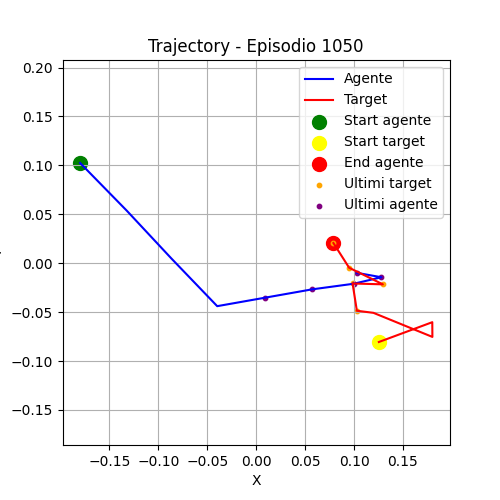 Trajectory - Episodio 1050
Agente
Target
Start agente
Start target
End agente
Ultimi target
Ultimi agente
0.20
0.15
0.10
0.05
0.00
−0.05
−0.10
−0.15
−0.15 −0.10 −0.05 0.00 0.05 0.10 0.15
X